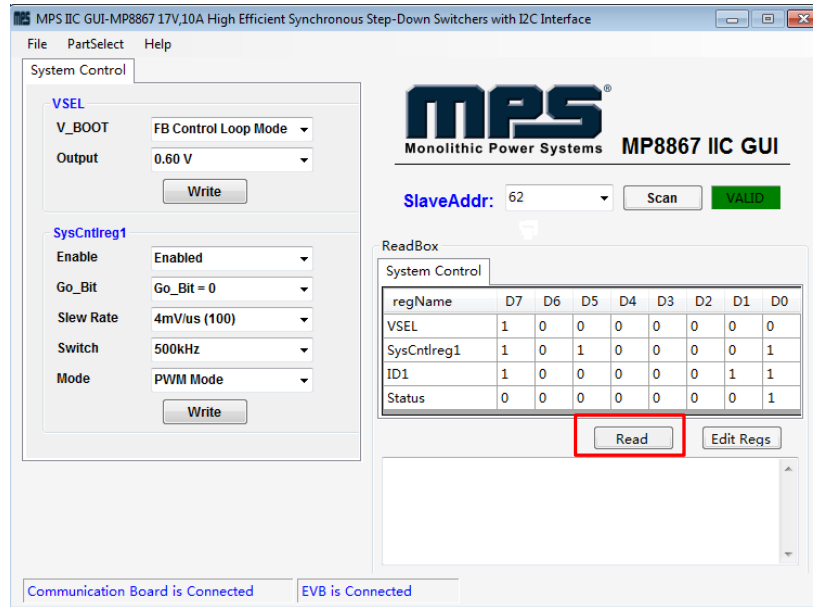 MPS IIC GUI-MP8867 17V,10A High Efficient Synchronous Step-Down Switchers with I2C Interface
File PartSelect Help
System Control
VSEL
V_BOOT FB Control Loop Mode
Output 0.60 V
Write
SysCntlreg1
Enable Enabled
Go_Bit Go_Bit = 0
Slew Rate 4mV/us (100)
Switch 500kHz
Mode PWM Mode
Write
mps®
Monolithic Power Systems MP8867 IIC GUI
SlaveAddr: 62 Scan VALID
ReadBox
System Control
regName D7 D6 D5 D4 D3 D2 D1 D0
VSEL 1 0 0 0 0 0 0 0
SysCntlreg1 1 0 1 0 0 0 0 1
ID1 1 0 0 0 0 0 1 1
Status 0 0 0 0 0 0 0 1
Read Edit Regs
Communication Board is Connected EVB is Connected